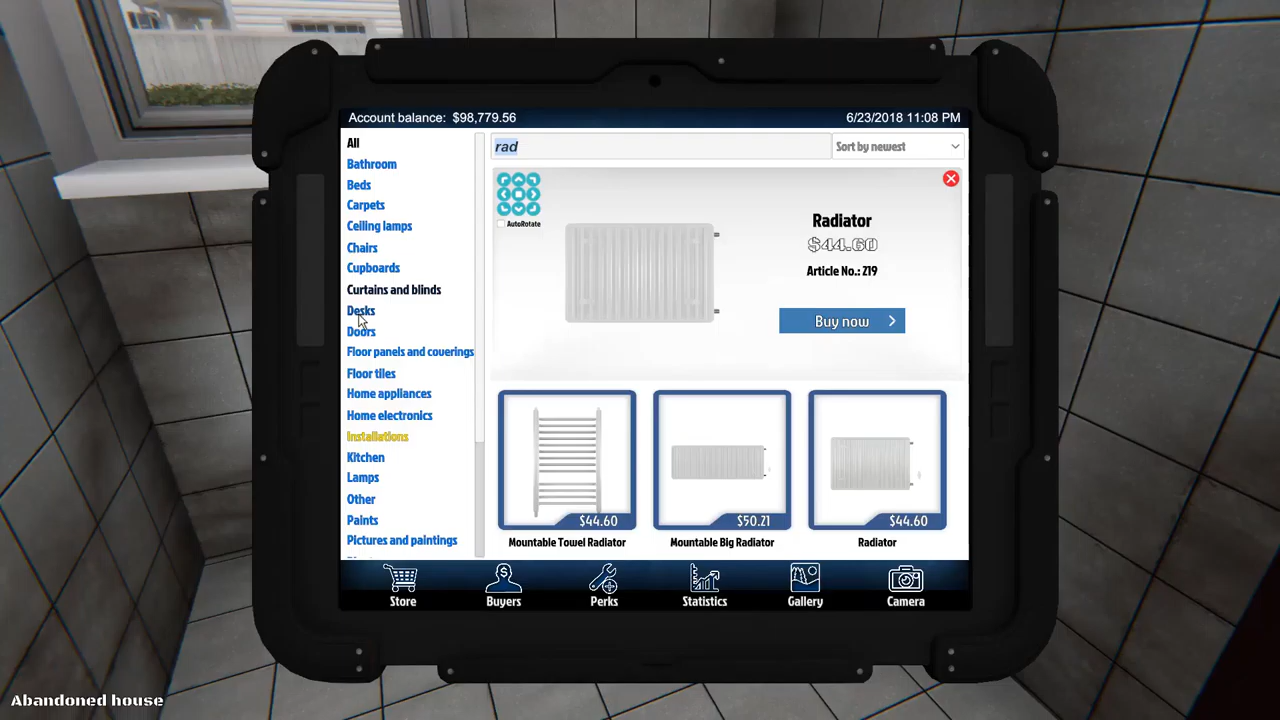 Account balance: $98,779.56
6/23/2018 11:08 PM
All
Bathroom
Beds
Carpets
Ceiling lamps
Chairs
Cupboards
Curtains and blinds
Desks
Doors
Floor panels and coverings
Floor tiles
Home appliances
Home electronics
Installations
Kitchen
Lamps
Other
Paints
Pictures and paintings
rad
Sort by newest
AutoRotate
Radiator
$44.60
Article No.: Z19
Buy now
$44.60
Mountable Towel Radiator
$50.21
Mountable Big Radiator
$44.60
Radiator
Store
Buyers
Perks
Statistics
Gallery
Camera
Abandoned house